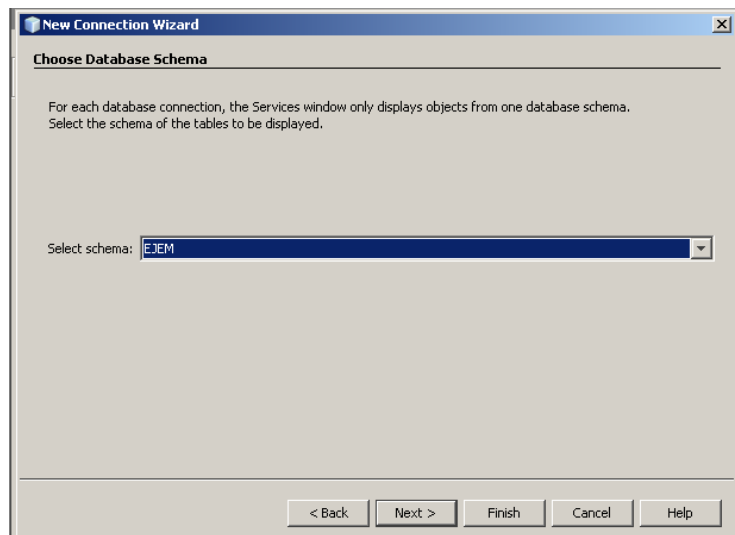 New Connection Wizard
Choose Database Schema
For each database connection, the Services window only displays objects from one database schema.
Select the schema of the tables to be displayed.
Select schema: EJEM
< Back Next > Finish Cancel Help